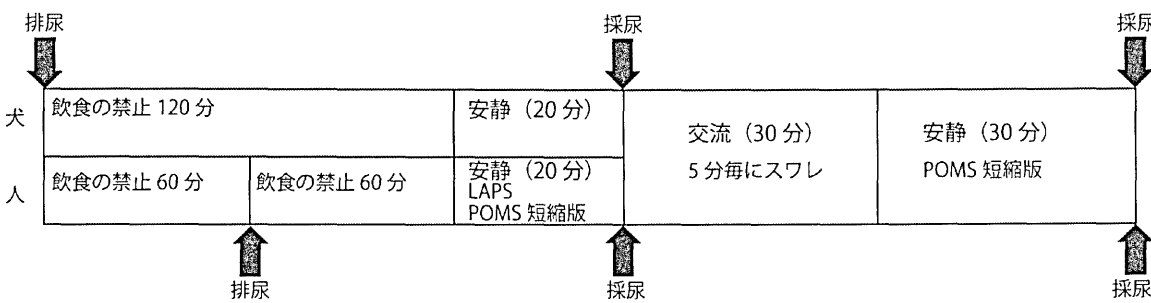 排尿
採尿
採尿
犬
飲食の禁止 120 分
安静（20 分）
交流（30 分）
5 分毎にスワレ
安静（30 分）
POMS 短縮版
人
飲食の禁止 60 分
飲食の禁止 60 分
安静（20 分）
LAPS
POMS 短縮版
排尿
採尿
採尿